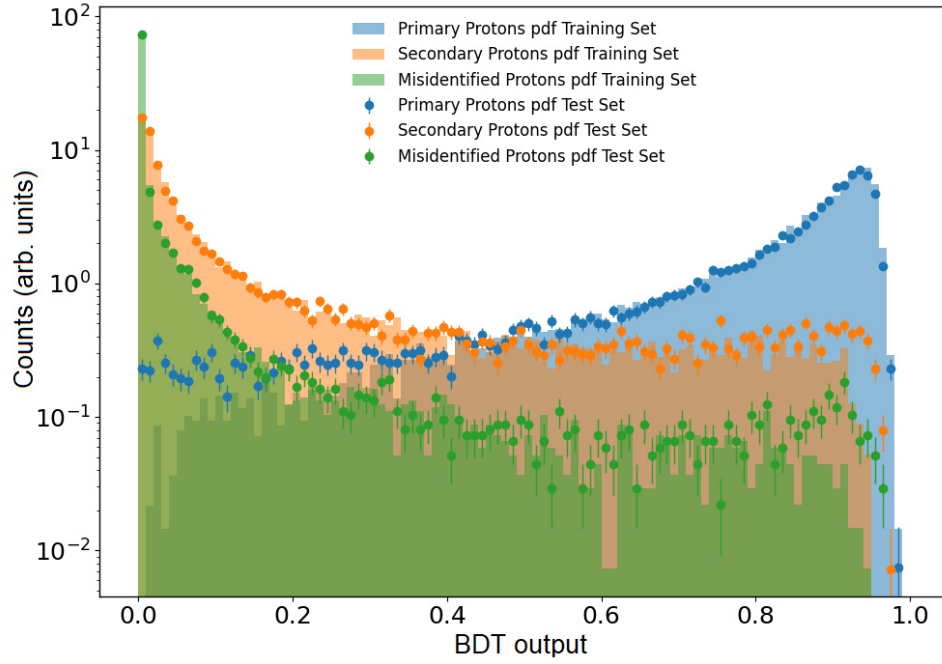 Primary Protons pdf Training Set
Secondary Protons pdf Training Set
Misidentified Protons pdf Training Set
Primary Protons pdf Test Set
Secondary Protons pdf Test Set
Misidentified Protons pdf Test Set
Counts (arb. units)
10²
10¹
10⁰
10⁻¹
10⁻²
0.0 0.2 0.4 0.6 0.8 1.0
BDT output